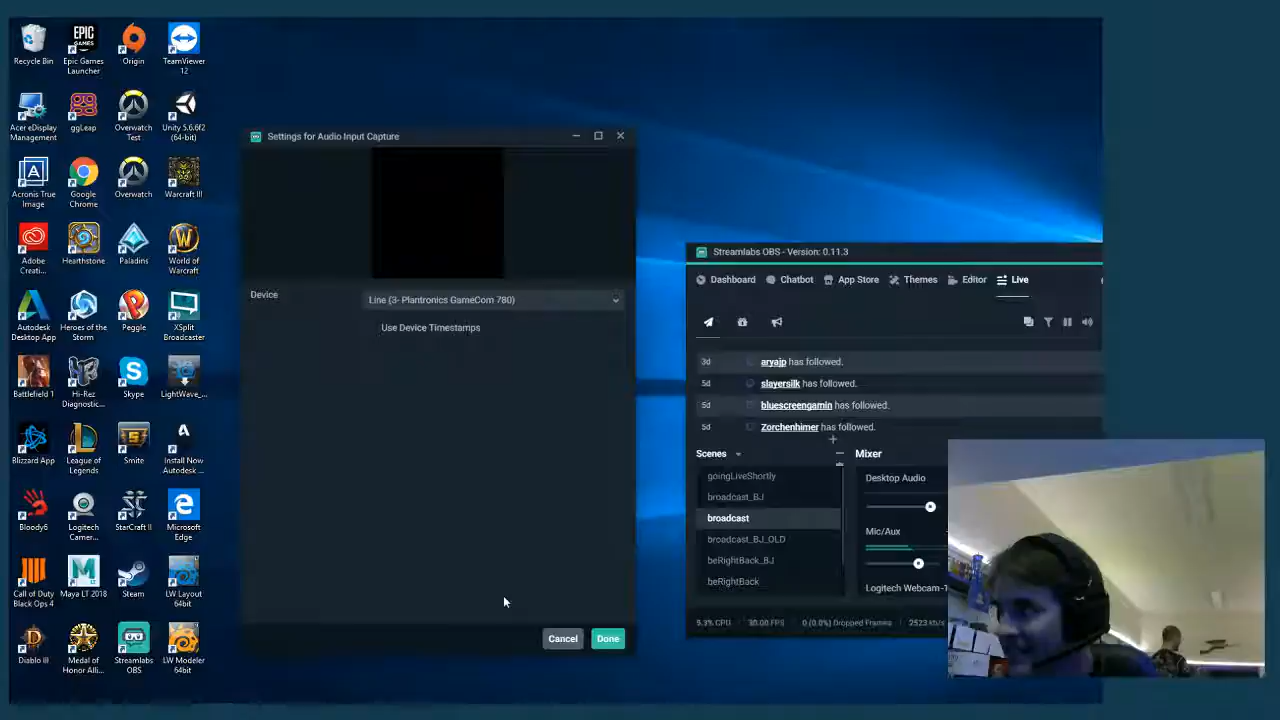 Recycle Bin
Epic Games
Launcher
Origin
TeamViewer
12
Acer eDisplay
Management
ggLeap
Overwatch
Test
Unity 5.6.6f2
(64-bit)
Acronis True
Image
Google
Chrome
Overwatch
Warcraft III
Adobe
Creati...
Hearthstone
Paladins
World of
Warcraft
Autodesk
Desktop App
Heroes of the
Storm
Peggle
XSplit
Broadcaster
Battlefield 1
Hi-Rez
Diagnostic...
Skype
LightWave_...
Blizzard App
League of
Legends
Smite
Install Now
Autodesk ...
Bloody6
Logitech
Camer...
StarCraft II
Microsoft
Edge
Call of Duty
Black Ops 4
Maya LT 2018
Steam
LW Layout
64bit
Diablo III
Medal of
Honor Alli...
Streamlabs
OBS
LW Modeler
64bit
Settings for Audio Input Capture
Device
Line (3- Plantronics GameCom 780)
Use Device Timestamps
Cancel
Done
Streamlabs OBS - Version: 0.11.3
Dashboard
Chatbot
App Store
Themes
Editor
Live
3d aryajp has followed.
5d slayersilk has followed.
5d bluescreengamin has followed.
5d Zorchenhimer has followed.
Scenes
goingLiveShortly
broadcast_BJ
broadcast
broadcast_BJ_OLD
beRightBack_BJ
beRightBack
Mixer
Desktop Audio
Mic/Aux
Logitech Webcam-1
9.3% CPU
30.00 FPS
0 (0.0%) Dropped Frames
2523 kb/s